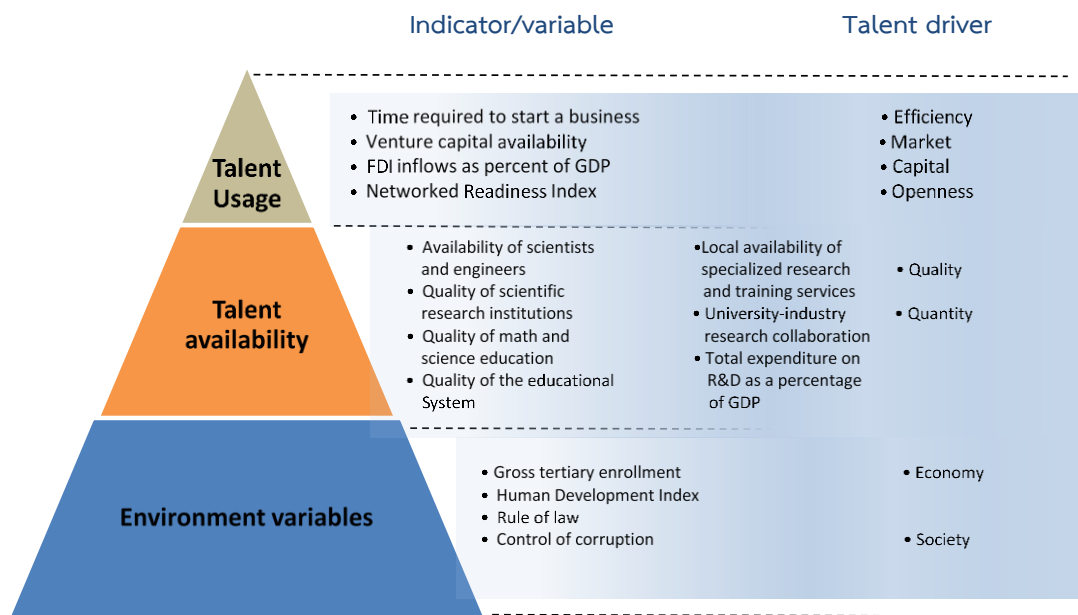 Indicator/variable
Talent driver
Talent
Usage
• Time required to start a business
• Venture capital availability
• FDI inflows as percent of GDP
• Networked Readiness Index
• Efficiency
• Market
• Capital
• Openness
Talent
availability
• Availability of scientists
and engineers
• Quality of scientific
research institutions
• Quality of math and
science education
• Quality of the educational
System
•Local availability of
specialized research
and training services
• University-industry
research collaboration
• Total expenditure on
R&D as a percentage
of GDP
• Quality
• Quantity
Environment variables
• Gross tertiary enrollment
• Human Development Index
• Rule of law
• Control of corruption
• Economy
• Society